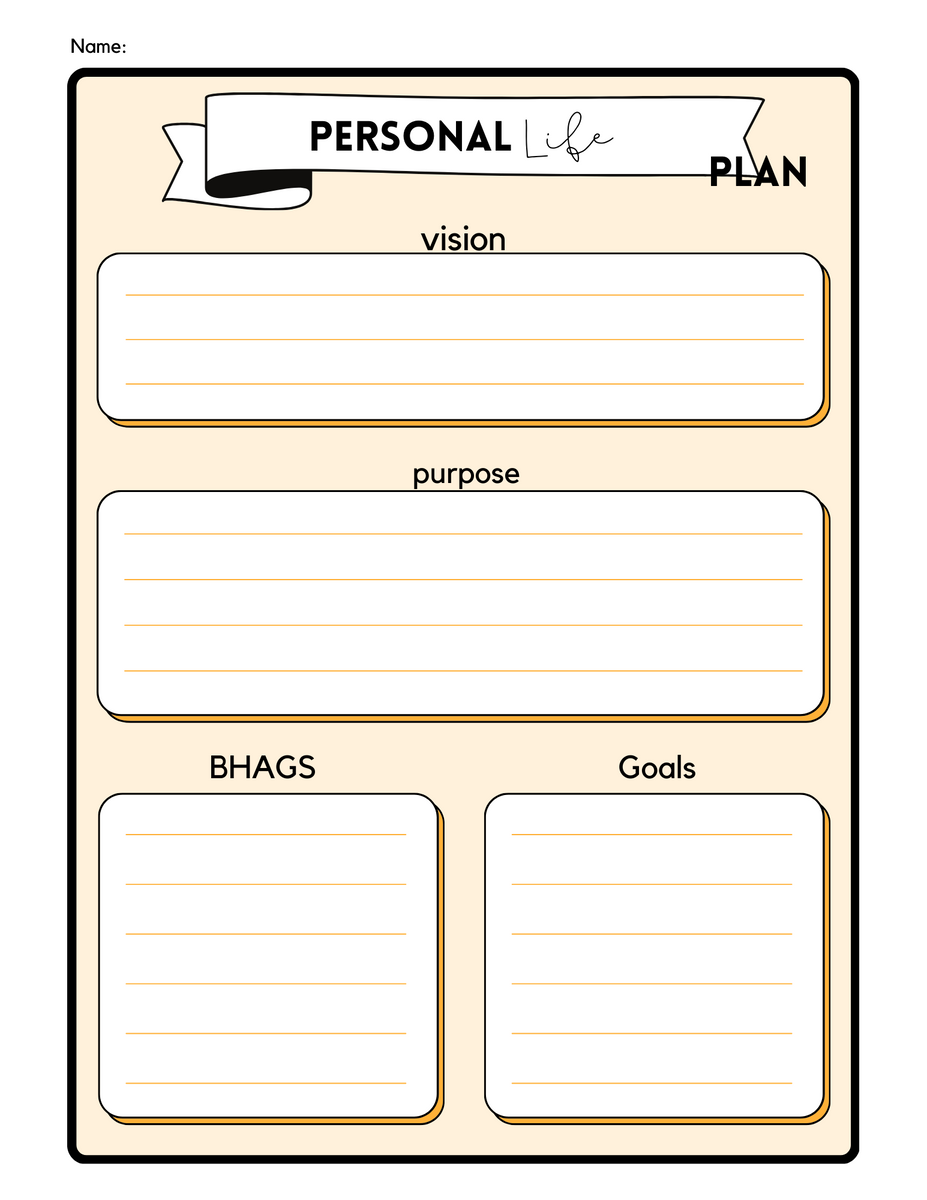 Name:
PERSONAL Life
PLAN
vision
purpose
BHAGS
Goals